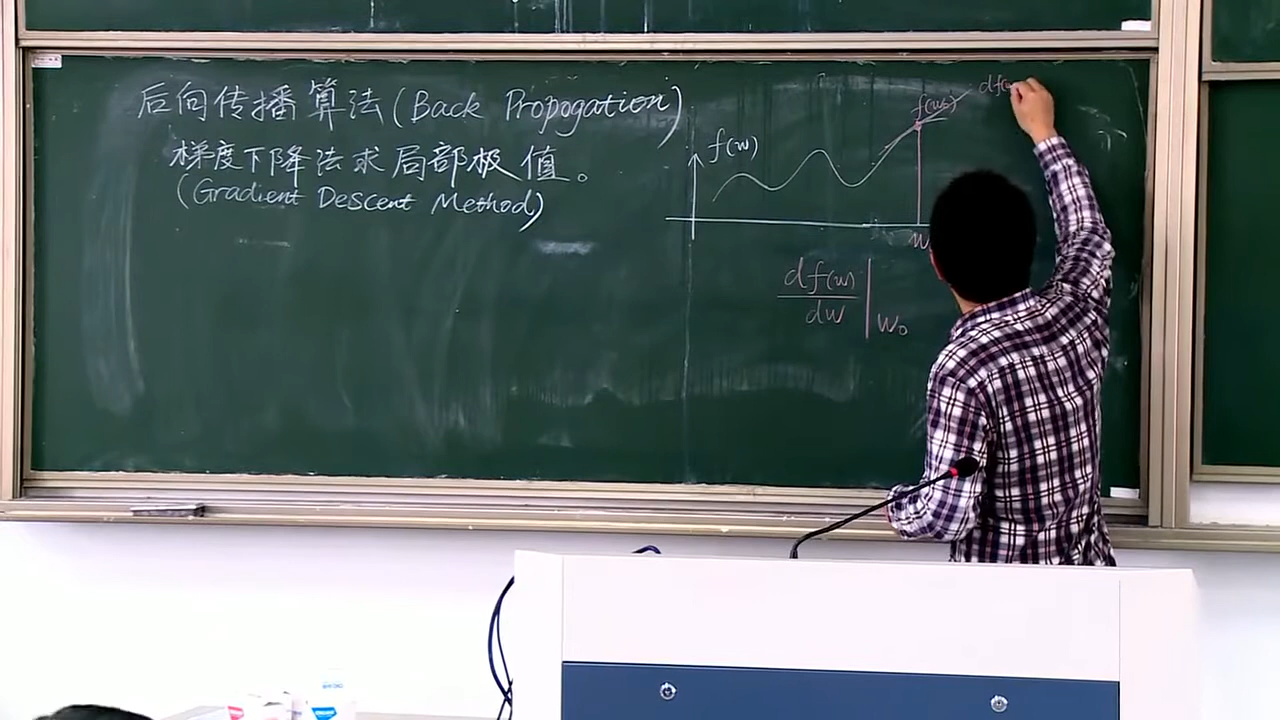 后向传播算法(Back Propogation)
梯度下降法求局部极值。
(Gradient Descent Method)
f(w)
f(w₀)
df(w
w
df(w)
dw
w₀